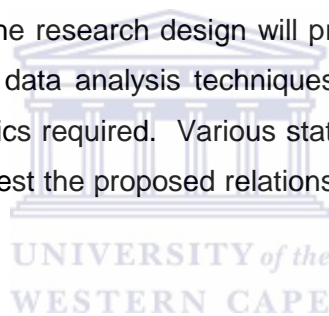 ne research design will pr
data analysis techniques
ics required.  Various stat
est the proposed relations
UNIVERSITY of the
WESTERN CAPE